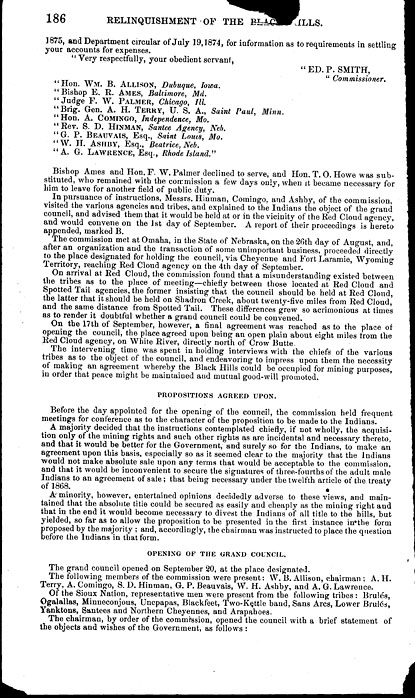 186 RELINQUISHMENT OF THE BLACK HILLS.
1875, and Department circular of July 19, 1874, for information as to requirements in settling
your accounts for expenses.
"Very respectfully, your obedient servant,
"ED. P. SMITH,
"Commissioner.
"Hon. WM. B. ALLISON, Dubuque, Iowa.
"Bishop E. R. AMES, Baltimore, Md.
"Judge F. W. PALMER, Chicago, Ill.
"Brig. Gen. A. H. TERRY, U. S. A., Saint Paul, Minn.
"Hon. A. COMINGO, Independence, Mo.
"Rev. S. D. HINMAN, Santee Agency, Neb.
"G. P. BEAUVAIS, Esq., Saint Louis, Mo.
"W. H. ASHBY, Esq., Beatrice, Neb.
"A. G. LAWRENCE, Esq., Rhode Island."
Bishop Ames and Hon. F. W. Palmer declined to serve, and Hon. T. O. Howe was sub-
stituted, who remained with the commission a few days only, when it became necessary for
him to leave for another field of public duty.
In pursuance of instructions, Messrs. Hinman, Comingo, and Ashby, of the commission,
visited the various agencies and tribes, and explained to the Indians the object of the grand
council, and advised them that it would be held at or in the vicinity of the Red Cloud agency,
and would convene on the 1st day of September. A report of their proceedings is hereto
appended, marked B.
The commission met at Omaha, in the State of Nebraska, on the 26th day of August, and,
after an organization and the transaction of some unimportant business, proceeded directly
to the place designated for holding the council, via Cheyenne and Fort Laramie, Wyoming
Territory, reaching Red Cloud agency on the 4th day of September.
On arrival at Red Cloud, the commission found that a misunderstanding existed between
the tribes as to the place of meeting—chiefly between those located at Red Cloud and
Spotted Tail agencies, the former insisting that the council should be held at Red Cloud,
the latter that it should be held on Shadron Creek, about twenty-five miles from Red Cloud,
and the same distance from Spotted Tail. These differences grew so acrimonious at times
as to render it doubtful whether a grand council could be convened.
On the 17th of September, however, a final agreement was reached as to the place of
opening the council, the place agreed upon being an open plain about eight miles from the
Red Cloud agency, on White River, directly north of Crow Butte.
The intervening time was spent in holding interviews with the chiefs of the various
tribes as to the object of the council, and endeavoring to impress upon them the necessity
of making an agreement whereby the Black Hills could be occupied for mining purposes,
in order that peace might be maintained and mutual good-will promoted.
PROPOSITIONS AGREED UPON.
Before the day appointed for the opening of the council, the commission held frequent
meetings for conference as to the character of the proposition to be made to the Indians.
A majority decided that the instructions contemplated chiefly, if not wholly, the acquisi-
tion only of the mining rights and such other rights as are incidental and necessary thereto,
and that it would be better for the Government, and surely so for the Indians, to make an
agreement upon this basis, especially so as it seemed clear to the majority that the Indians
would not make absolute sale upon any terms that would be acceptable to the commission,
and that it would be inconvenient to secure the signatures of three-fourths of the adult male
Indians to an agreement of sale; that being necessary under the twelfth article of the treaty
of 1868.
A minority, however, entertained opinions decidedly adverse to these views, and main-
tained that the absolute title could be secured as easily and cheaply as the mining right and
that in the end it would become necessary to divest the Indians of all title to the hills, but
yielded, so far as to allow the proposition to be presented in the first instance in the form
proposed by the majority; and, accordingly, the chairman was instructed to place the question
before the Indians in that form.
OPENING OF THE GRAND COUNCIL.
The grand council opened on September 20, at the place designated.
The following members of the commission were present: W. B. Allison, chairman; A. H.
Terry, A. Comingo, S. D. Hinman, G. P. Beauvais, W. H. Ashby, and A. G. Lawrence.
Of the Sioux Nation, representative men were present from the following tribes: Brulés,
Ogalallas, Minneconjous, Uncpapas, Blackfeet, Two-Kettle band, Sans Arcs, Lower Brulés,
Yanktons, Santees and Northern Cheyennes, and Arapahoes.
The chairman, by order of the commission, opened the council with a brief statement of
the objects and wishes of the Government, as follows: